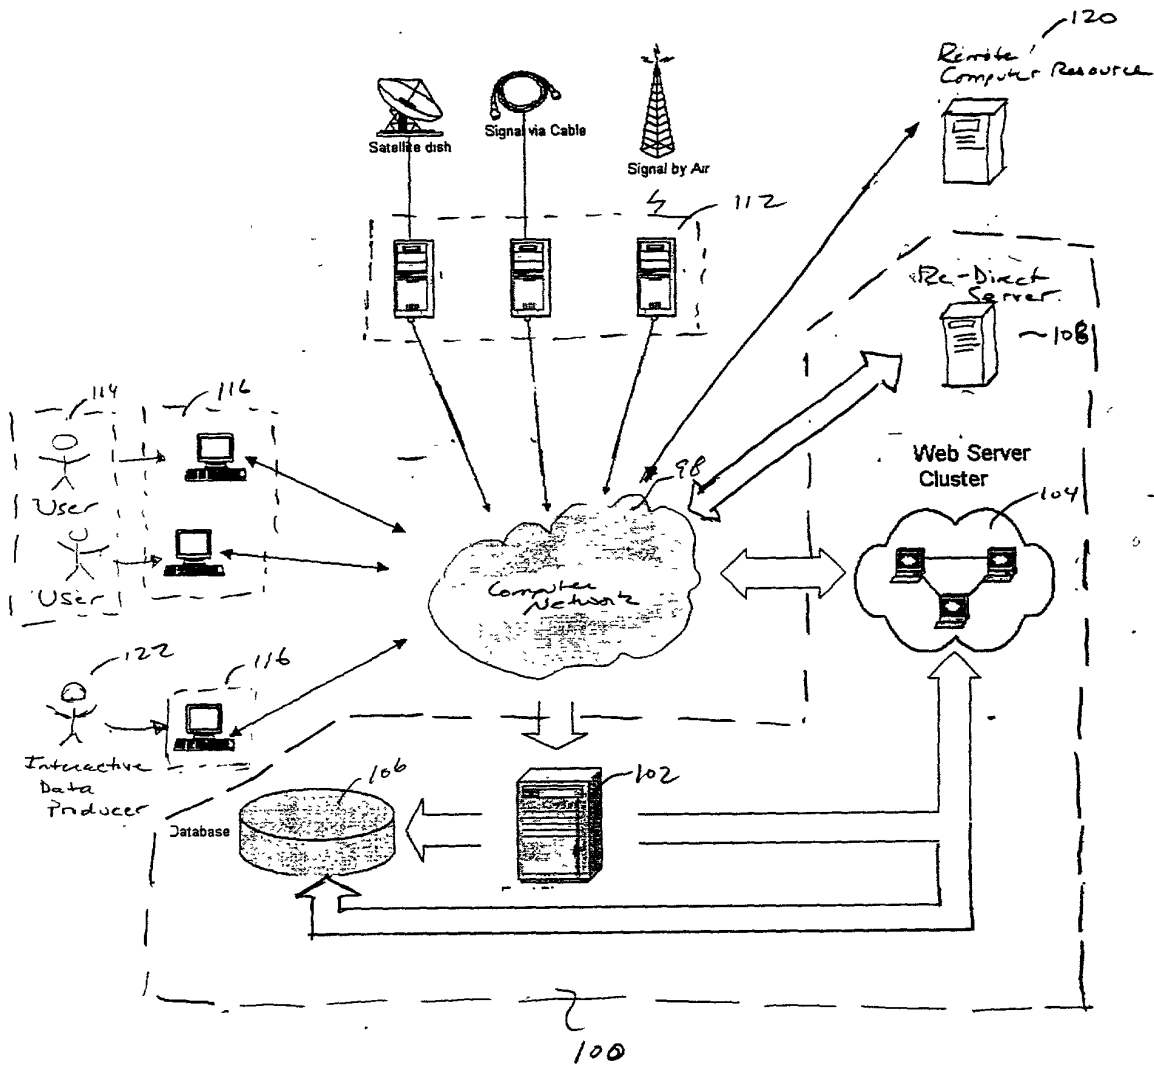 120
Remote
Computer Resource
Satellite dish
Signal via Cable
Signal by Air
112
Re-Direct
Server
108
114
116
User
User
98
Computer
Network
Web Server
Cluster
104
122
116
Interactive
Data
Producer
106
Database
102
100